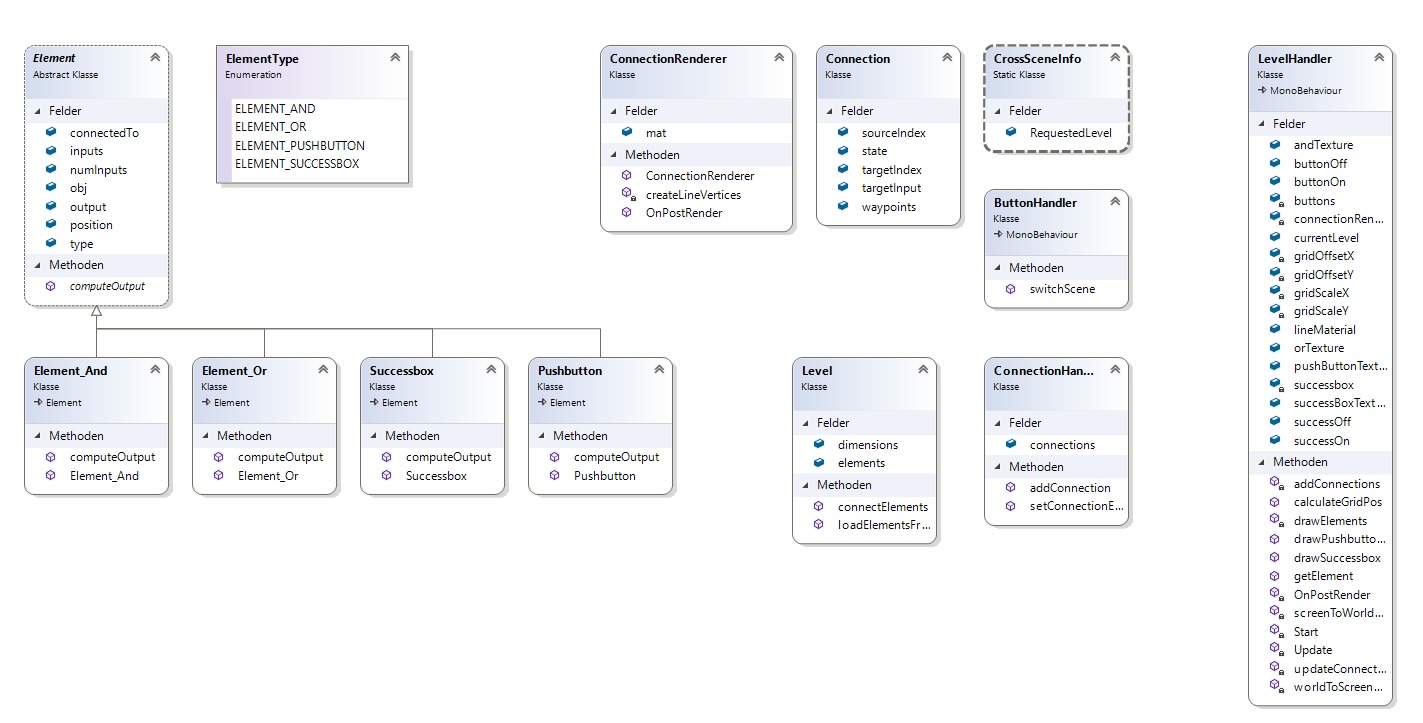 Element
Abstract Klasse
Felder
connectedTo
inputs
numInputs
obj
output
position
type
Methoden
computeOutput
ElementType
Enumeration
ELEMENT_AND
ELEMENT_OR
ELEMENT_PUSHBUTTON
ELEMENT_SUCCESSBOX
ConnectionRenderer
Klasse
Felder
mat
Methoden
ConnectionRenderer
createLineVertices
OnPostRender
Connection
Klasse
Felder
sourceIndex
state
targetIndex
targetInput
waypoints
CrossSceneInfo
Static Klasse
Felder
RequestedLevel
ButtonHandler
Klasse
MonoBehaviour
Methoden
switchScene
LevelHandler
Klasse
MonoBehaviour
Felder
andTexture
buttonOff
buttonOn
buttons
connectionRen...
currentLevel
gridOffsetX
gridOffsetY
gridScaleX
gridScaleY
lineMaterial
orTexture
pushButtonText...
successbox
successBoxText...
successOff
successOn
Methoden
addConnections
calculateGridPos
drawElements
drawPushbutto...
drawSuccessbox
getElement
OnPostRender
screenToWorld...
Start
Update
updateConnect...
worldToScreen...
Element_And
Klasse
Element
Methoden
computeOutput
Element_And
Element_Or
Klasse
Element
Methoden
computeOutput
Element_Or
Successbox
Klasse
Element
Methoden
computeOutput
Successbox
Pushbutton
Klasse
Element
Methoden
computeOutput
Pushbutton
Level
Klasse
Felder
dimensions
elements
Methoden
connectElements
loadElementsFr...
ConnectionHan...
Klasse
Felder
connections
Methoden
addConnection
setConnectionE...